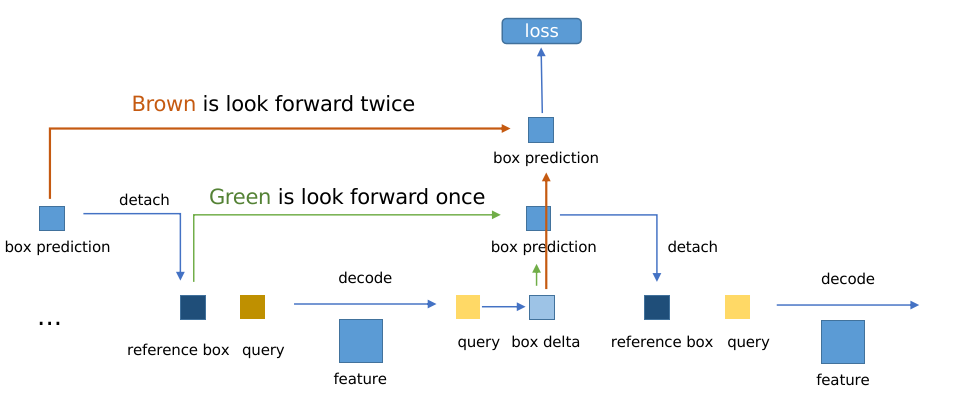 loss
Brown is look forward twice
box prediction
detach
Green is look forward once
box prediction
box prediction
detach
decode
decode
...
reference box
query
query
box delta
reference box
query
feature
feature